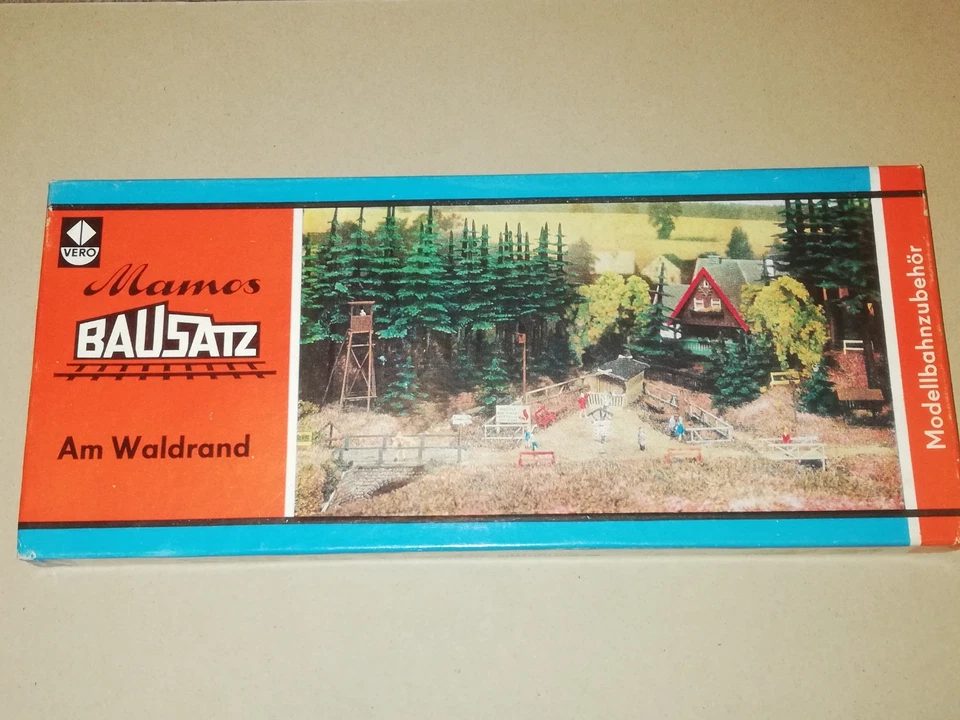 VERO
Mamos
BAUSATZ
Am Waldrand
Modellbahnzubehör